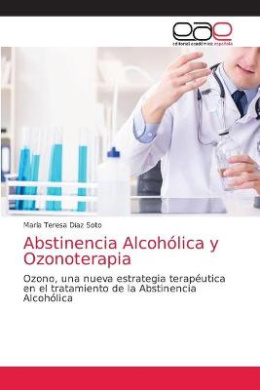 eae
editorial académica española
María Teresa Diaz Soto
Abstinencia Alcohólica y
Ozonoterapia
Ozono, una nueva estrategia terapéutica
en el tratamiento de la Abstinencia
Alcohólica